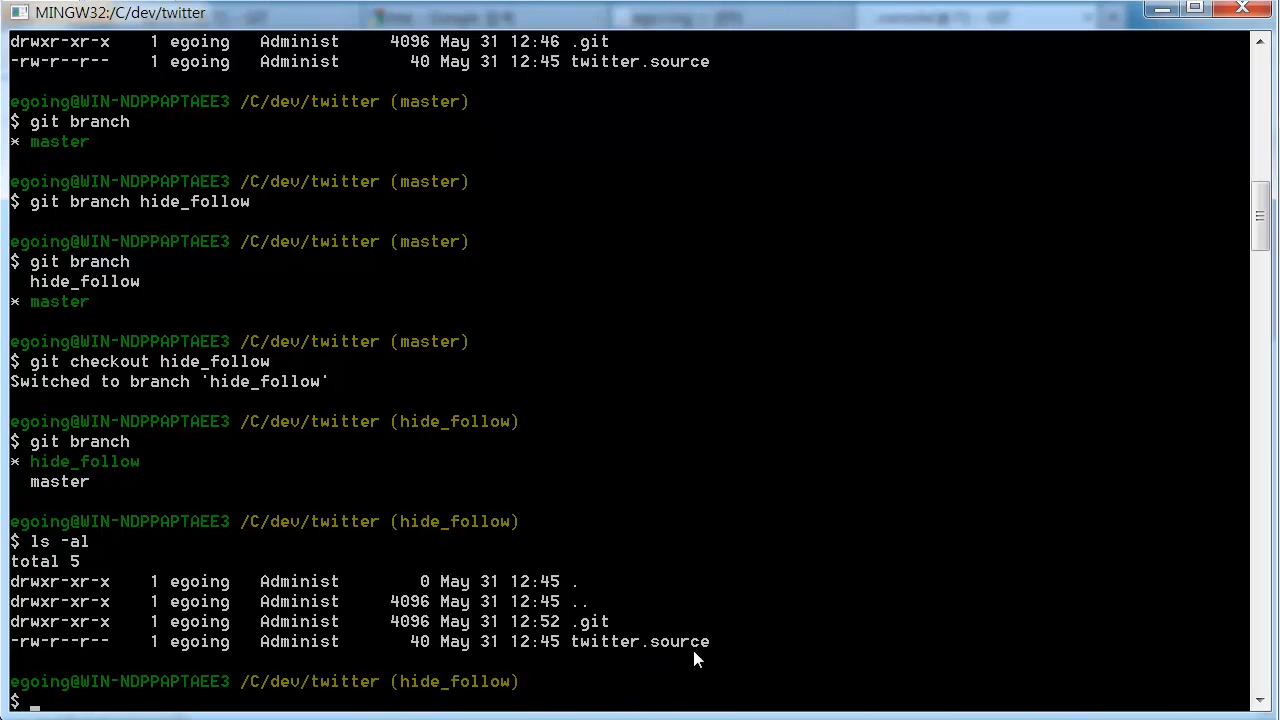 MINGW32:/C/dev/twitter
drwxr-xr-x    1 egoing   Administ     4096 May 31 12:46 .git
-rw-r--r--    1 egoing   Administ       40 May 31 12:45 twitter.source
egoing@WIN-NDPPAPTAEE3 /C/dev/twitter (master)
$ git branch
* master
egoing@WIN-NDPPAPTAEE3 /C/dev/twitter (master)
$ git branch hide_follow
egoing@WIN-NDPPAPTAEE3 /C/dev/twitter (master)
$ git branch
  hide_follow
* master
egoing@WIN-NDPPAPTAEE3 /C/dev/twitter (master)
$ git checkout hide_follow
Switched to branch 'hide_follow'
egoing@WIN-NDPPAPTAEE3 /C/dev/twitter (hide_follow)
$ git branch
* hide_follow
  master
egoing@WIN-NDPPAPTAEE3 /C/dev/twitter (hide_follow)
$ ls -al
total 5
drwxr-xr-x    1 egoing   Administ        0 May 31 12:45 .
drwxr-xr-x    1 egoing   Administ     4096 May 31 12:45 ..
drwxr-xr-x    1 egoing   Administ     4096 May 31 12:52 .git
-rw-r--r--    1 egoing   Administ       40 May 31 12:45 twitter.source
egoing@WIN-NDPPAPTAEE3 /C/dev/twitter (hide_follow)
$